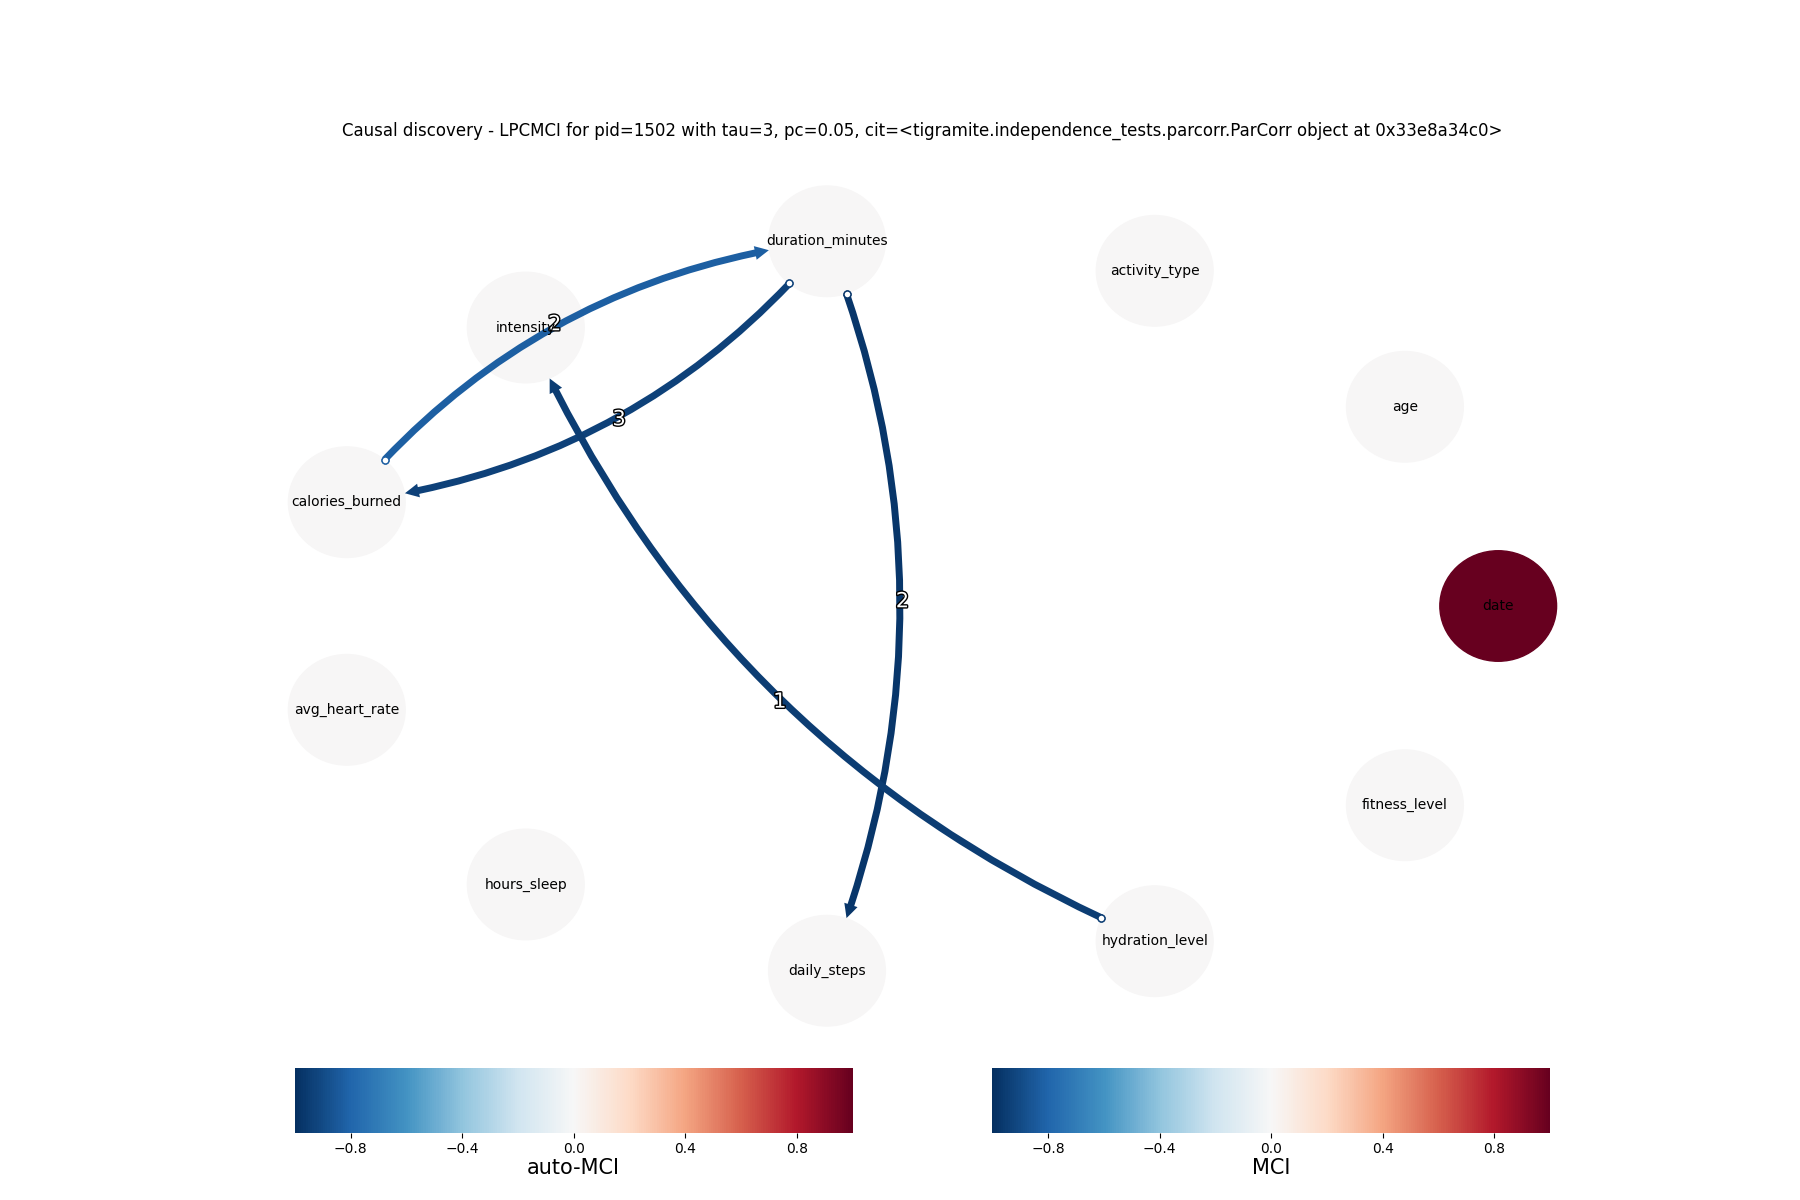 Causal discovery - LPCMCI for pid=1502 with tau=3, pc=0.05, cit=<tigramite.independence_tests.parcorr.ParCorr object at 0x33e8a34c0>
duration_minutes
activity_type
intensity
2
age
3
calories_burned
2
date
1
avg_heart_rate
fitness_level
hours_sleep
hydration_level
daily_steps
−0.8 −0.4 0.0 0.4 0.8
auto-MCI
−0.8 −0.4 0.0 0.4 0.8
MCI